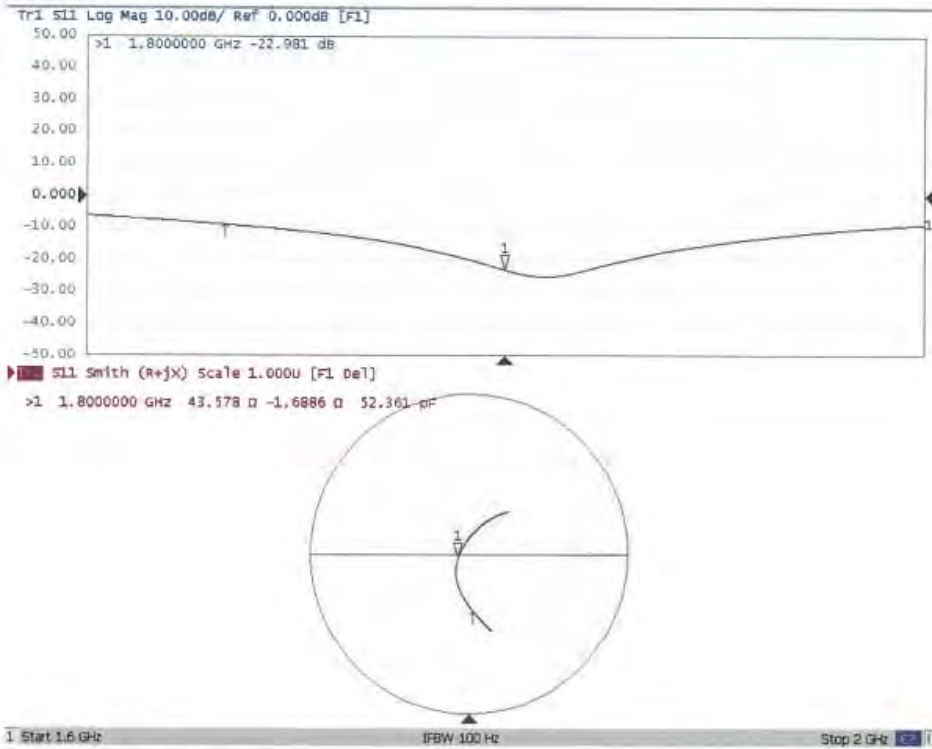 Tr1 S11 Log Mag 10.00dB/ Ref 0.000dB [F1]
50.00
>1 1.8000000 GHz -22.981 dB
40.00
30.00
20.00
10.00
0.000
-10.00
-20.00
-30.00
-40.00
-50.00
1
1
S11 Smith (R+jX) Scale 1.000U [F1 Del]
>1 1.8000000 GHz 43.578 Ω -1.6886 Ω 52.361 pF
1
1 Start 1.6 GHz IFBW 100 Hz Stop 2 GHz